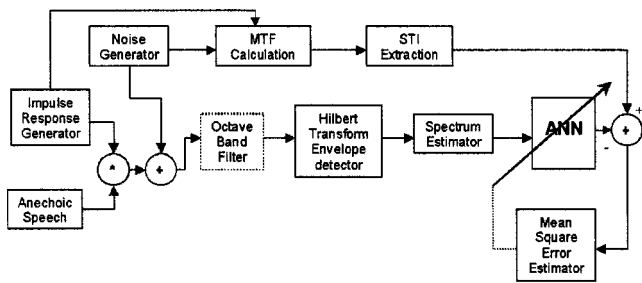 Noise
Generator
MTF
Calculation
STI
Extraction
Impulse
Response
Generator
Octave
Band
Filter
Hilbert
Transform
Envelope
detector
Spectrum
Estimator
ANN
+
+
-
*
+
Anechoic
Speech
Mean
Square
Error
Estimator